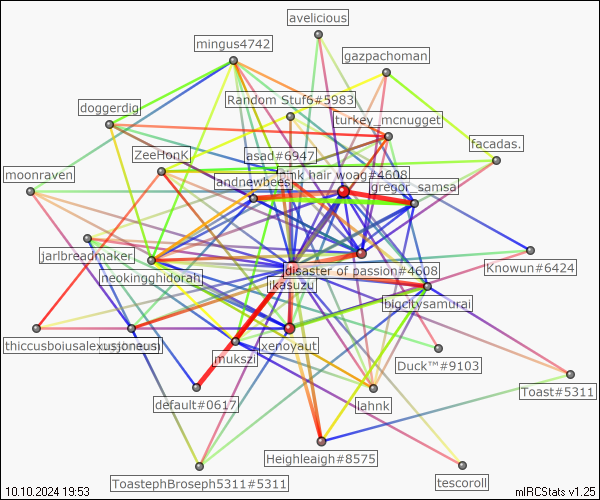 avelicious
mingus4742
gazpachoman
Random Stuf6#5983
doggerdig
turkey_mcnugget
facadas.
asad#6947
ZeeHonk
pink hair woag#4608
moonraven
andnewbees
gregor_samsa
jarlbreadmaker
disaster of passion#4608
Knowun#6424
neokingghidorah
ikasuzu
bigcitysamurai
thiccusboiusalexus
xenovaut
mukszi
Duck™#9103
default#0617
lahnk
Toast#5311
Heighleaigh#8575
ToastephBroseph5311#5311
tescoroll
10.10.2024 19:53
mIRCStats v1.25